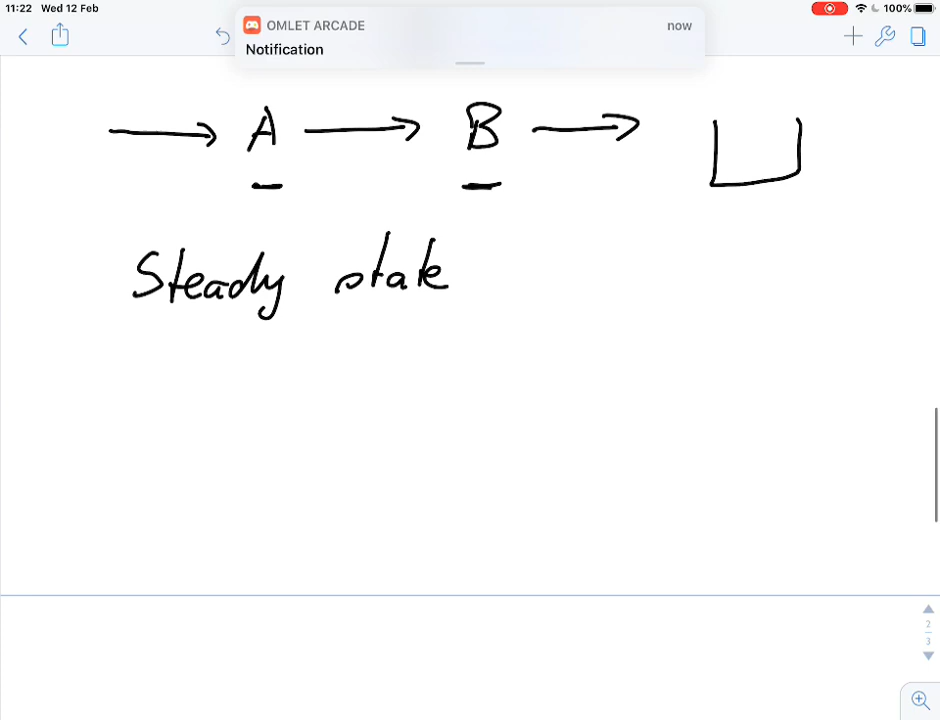 11:22 Wed 12 Feb 100%
OMLET ARCADE now
Notification
A B
Steady state
2
3